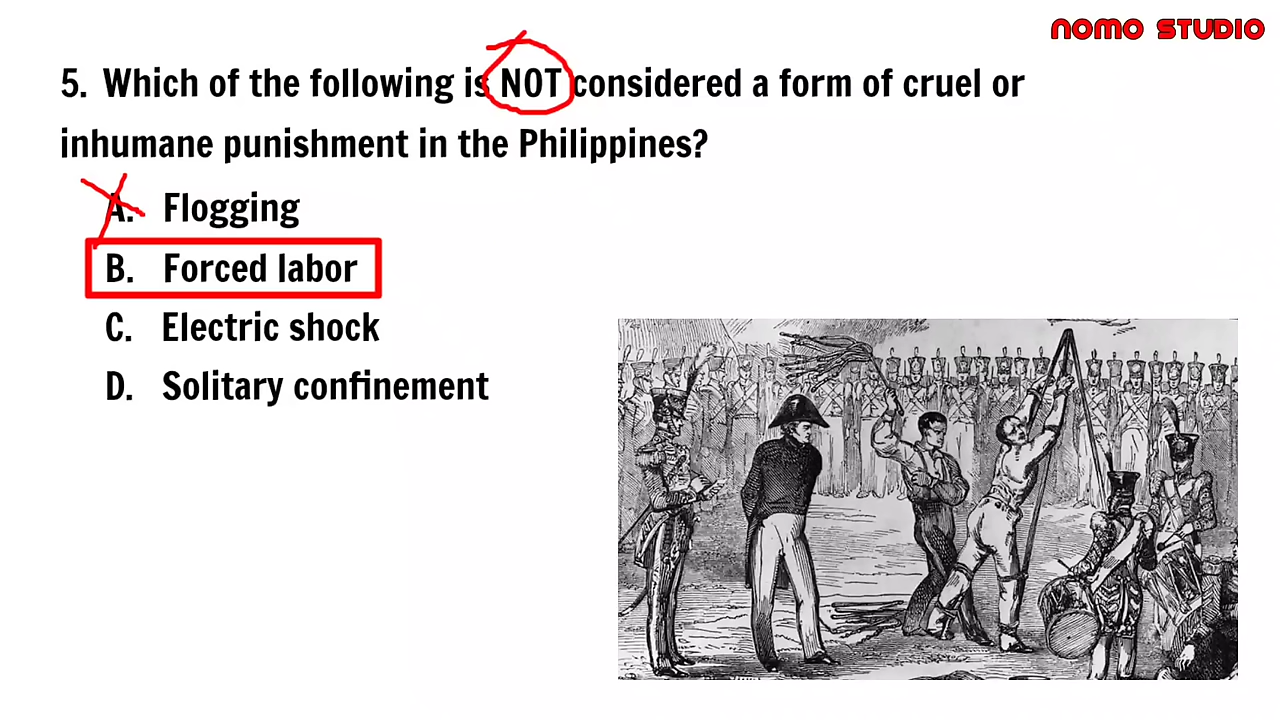 NOMO STUDIO
5. Which of the following is NOT considered a form of cruel or
inhumane punishment in the Philippines?
A. Flogging
B. Forced labor
C. Electric shock
D. Solitary confinement